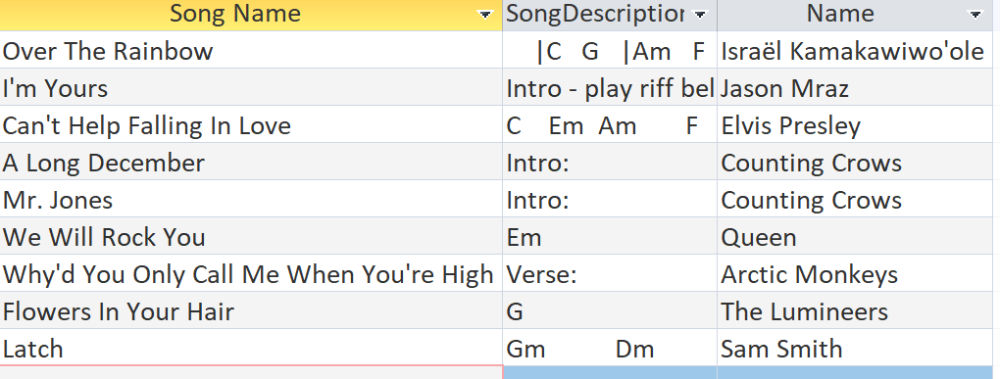 Song Name SongDescription Name
Over The Rainbow |C G |Am F Israël Kamakawiwo'ole
I'm Yours Intro - play riff bel Jason Mraz
Can't Help Falling In Love C Em Am F Elvis Presley
A Long December Intro: Counting Crows
Mr. Jones Intro: Counting Crows
We Will Rock You Em Queen
Why'd You Only Call Me When You're High Verse: Arctic Monkeys
Flowers In Your Hair G The Lumineers
Latch Gm Dm Sam Smith